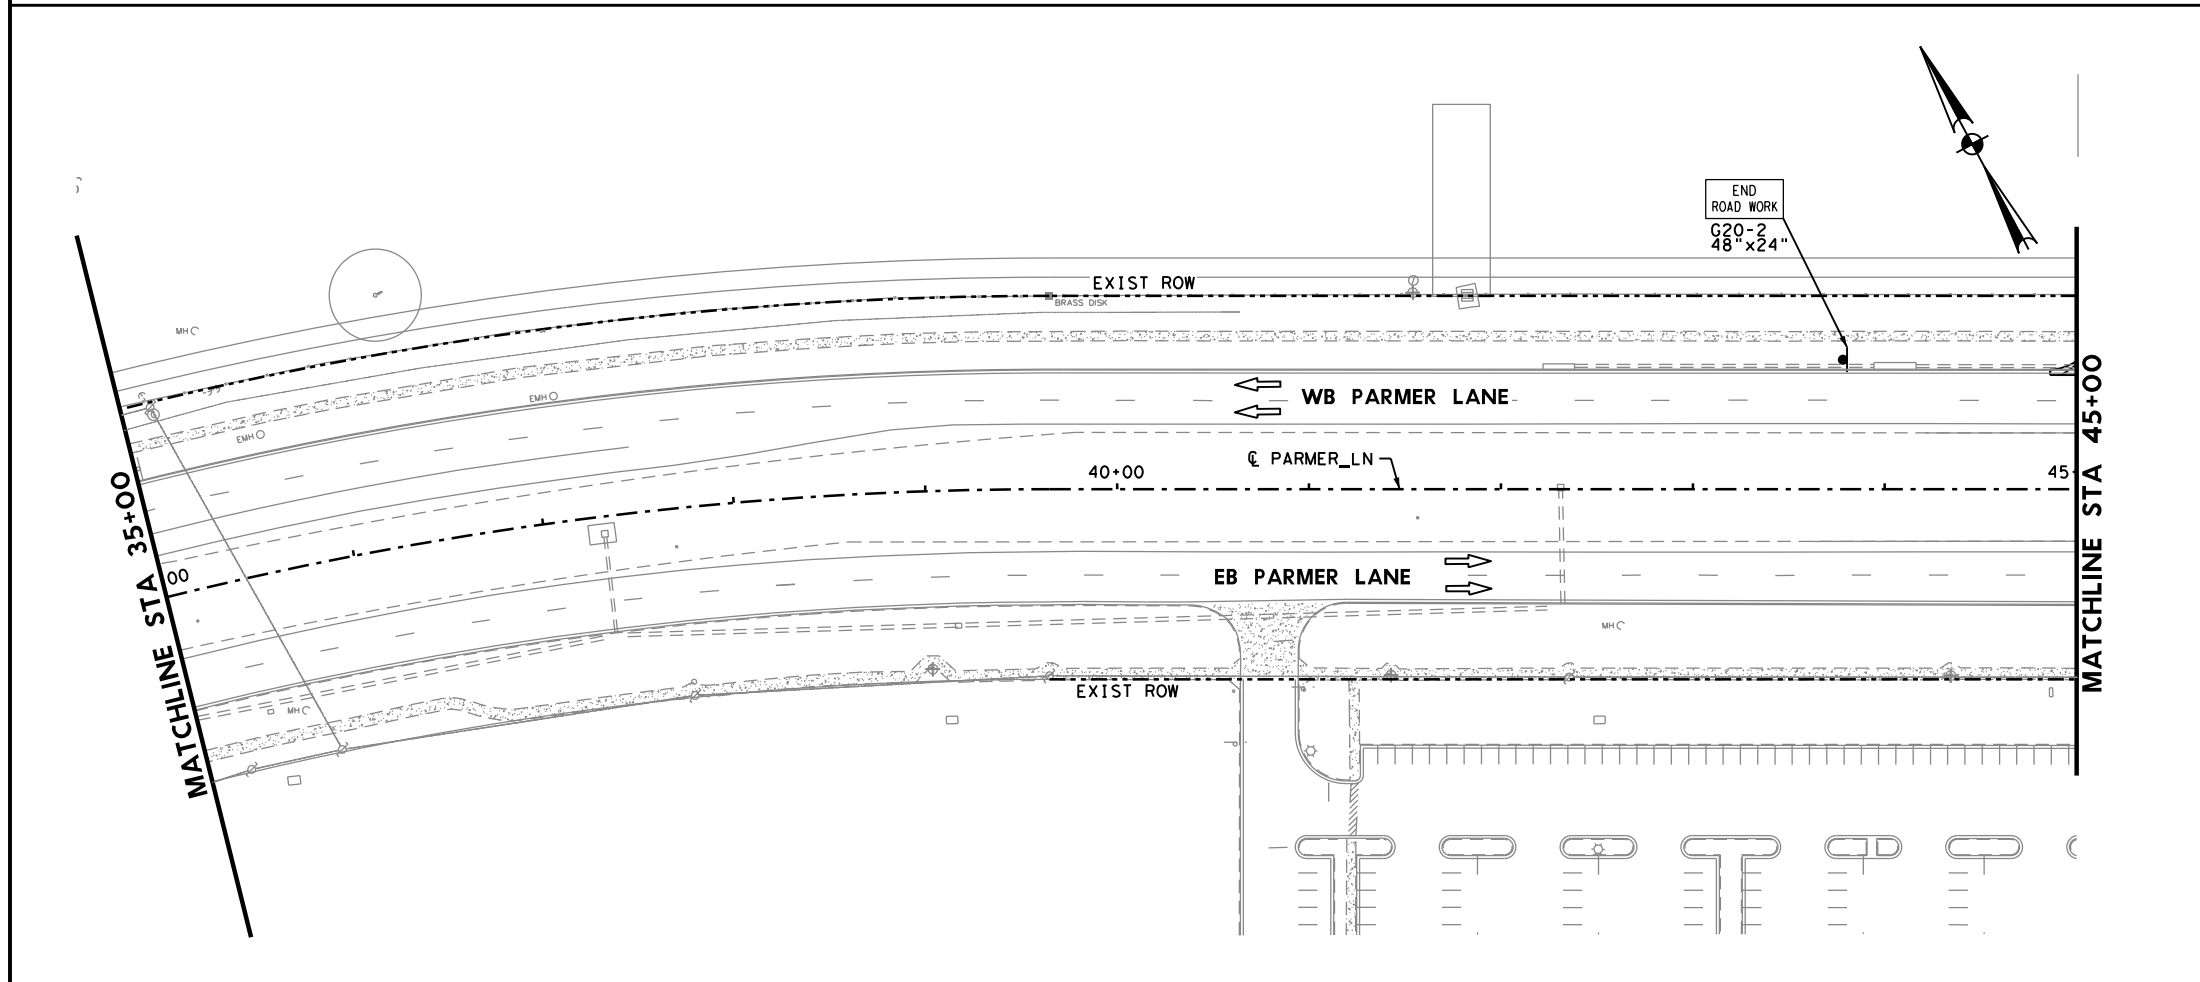 END
ROAD WORK
G20-2
48"x24"
EXIST ROW
BRASS DISK
MH
EMH
WB PARMER LANE
EMH
℄ PARMER_LN
40+00
45
MATCHLINE STA 45+00
MATCHLINE STA 35+00
00
EB PARMER LANE
MH
EXIST ROW
MH